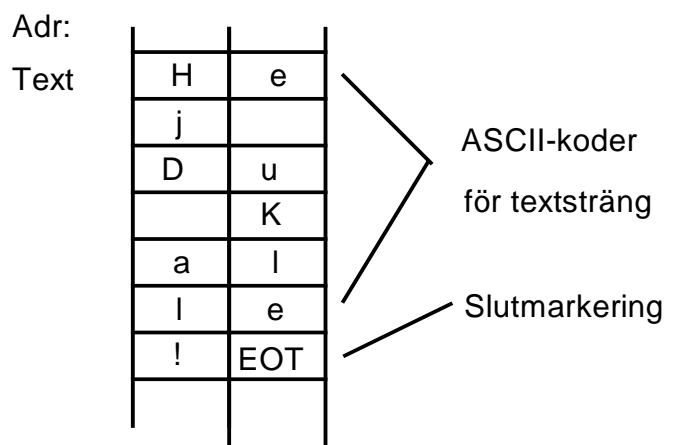 Adr:
Text H e
j
D u
K
a l
l e
! EOT
ASCII-koder
för textsträng
Slutmarkering